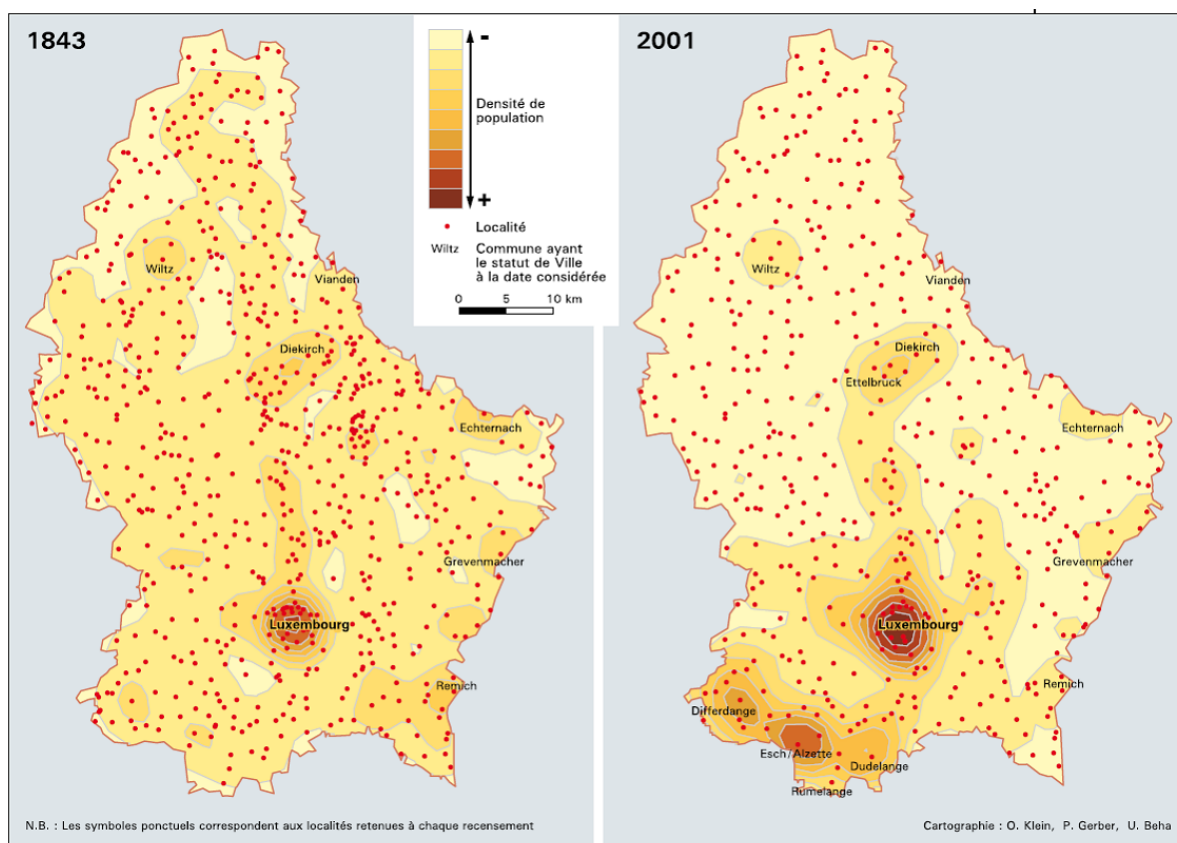 1843
-
Densité de
population
+
Localité
Wiltz
Commune ayant
le statut de Ville
à la date considérée
0 5 10 km
Wiltz
Vianden
Diekirch
Echternach
Grevenmacher
Luxembourg
Remich
N.B. : Les symboles ponctuels correspondent aux localités retenues à chaque recensement
2001
Wiltz
Vianden
Diekirch
Ettelbruck
Echternach
Grevenmacher
Luxembourg
Remich
Differdange
Esch/Alzette
Dudelange
Rumelange
Cartographie : O. Klein, P. Gerber, U. Beha